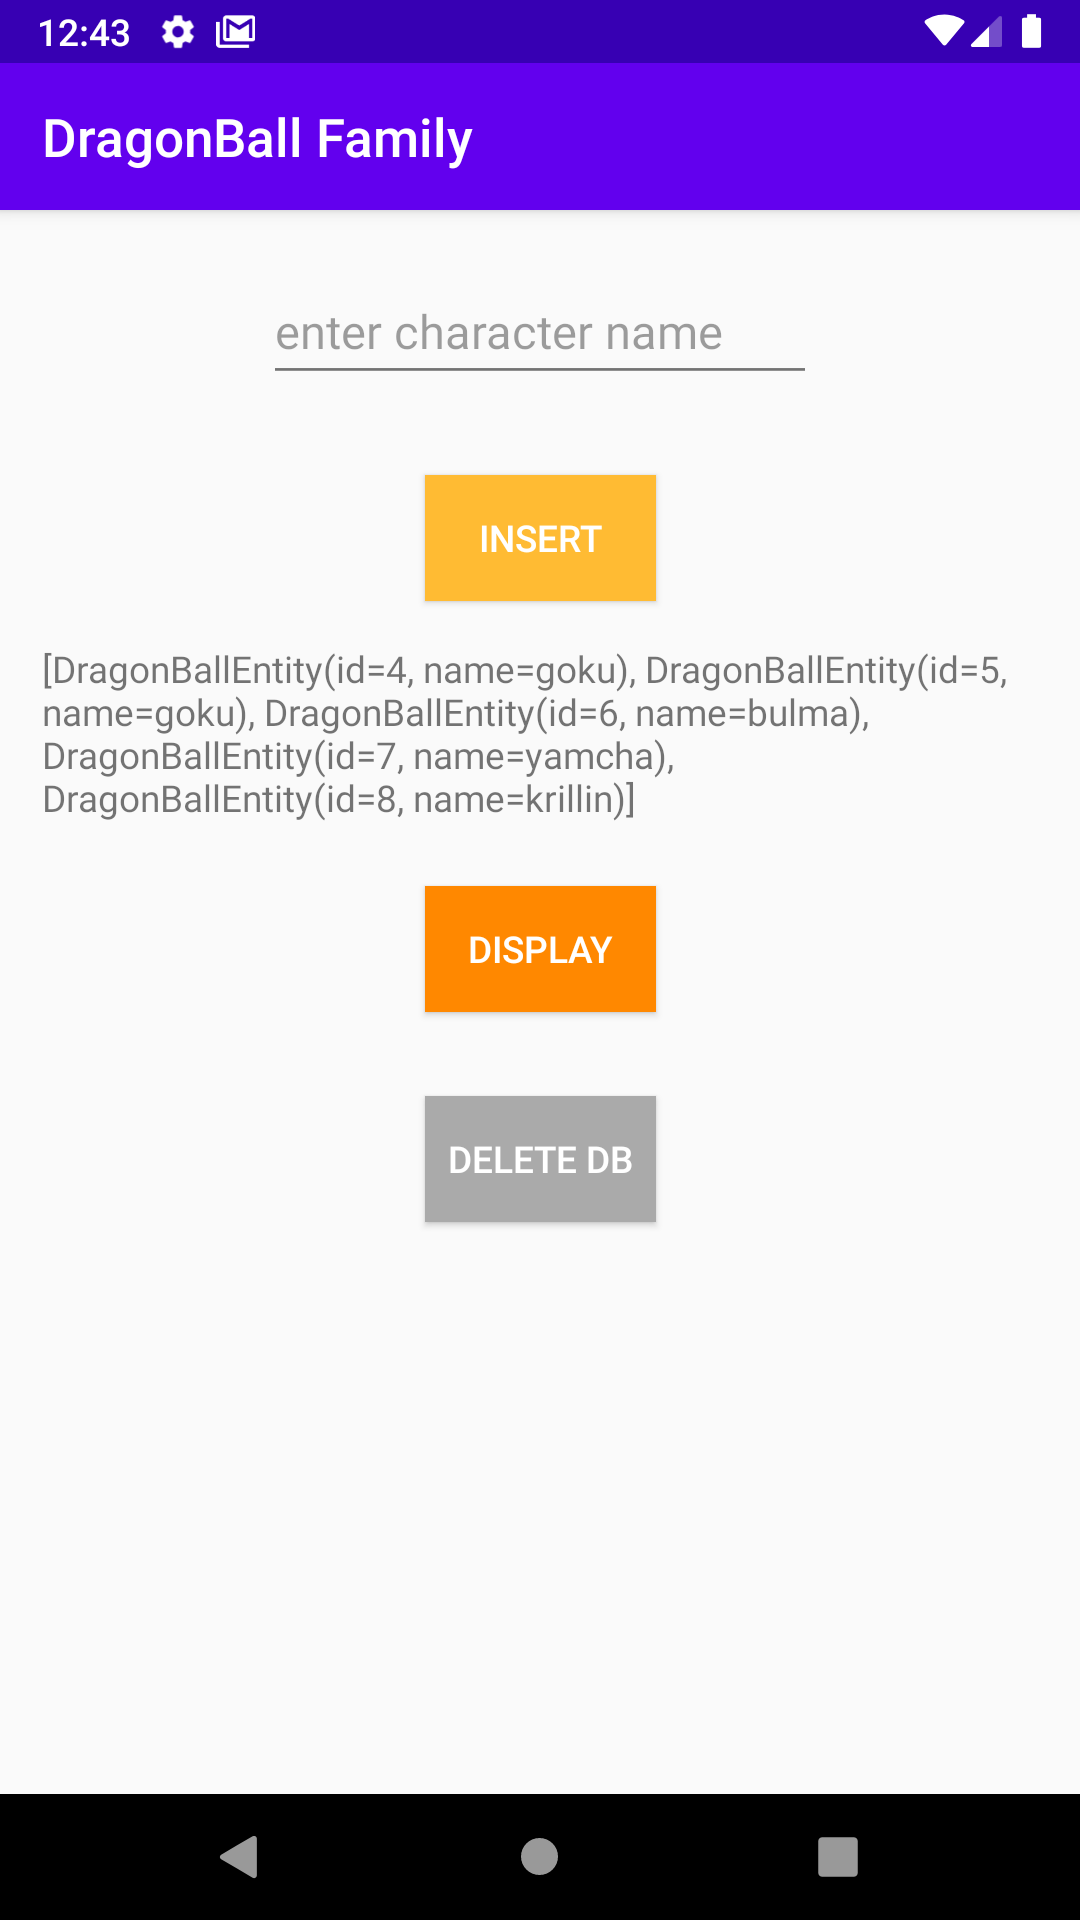 12:43
DragonBall Family
enter character name
INSERT
[DragonBallEntity(id=4, name=goku), DragonBallEntity(id=5,
name=goku), DragonBallEntity(id=6, name=bulma),
DragonBallEntity(id=7, name=yamcha),
DragonBallEntity(id=8, name=krillin)]
DISPLAY
DELETE DB